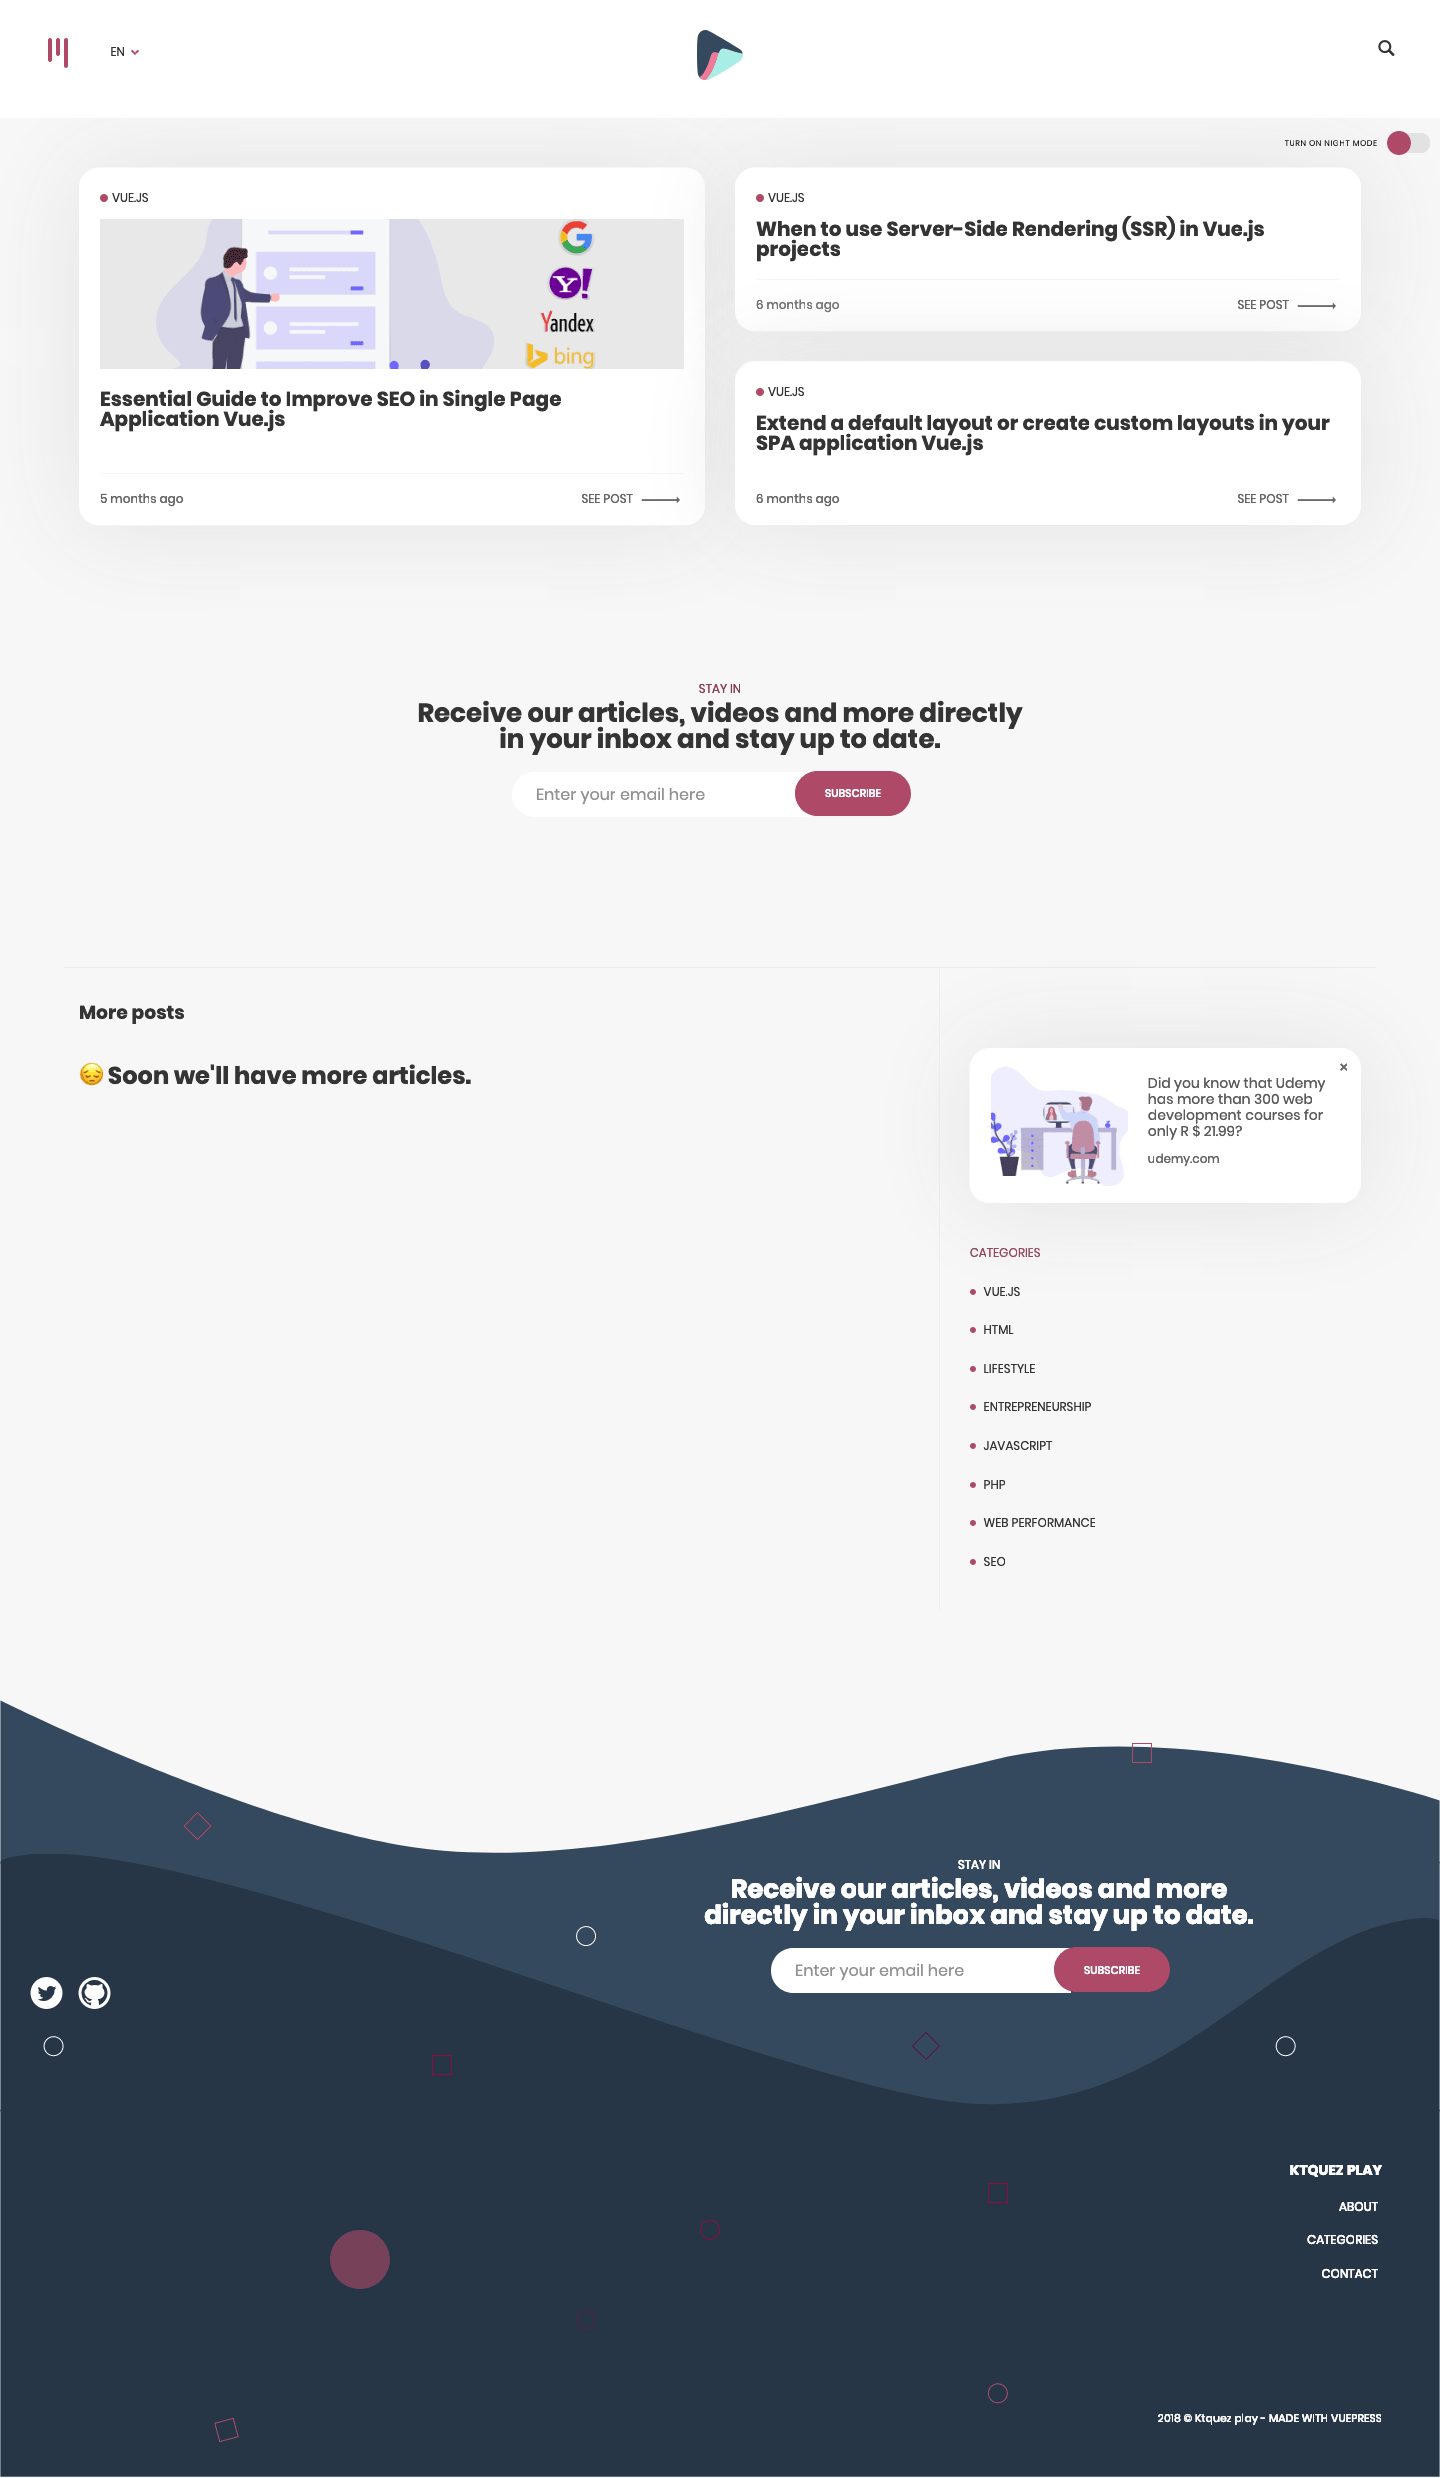 EN
TURN ON NIGHT MODE
VUE.JS
G
Y!
Yandex
bing
Essential Guide to Improve SEO in Single Page
Application Vue.js
5 months ago
SEE POST
VUE.JS
When to use Server-Side Rendering (SSR) in Vue.js
projects
6 months ago
SEE POST
VUE.JS
Extend a default layout or create custom layouts in your
SPA application Vue.js
6 months ago
SEE POST
STAY IN
Receive our articles, videos and more directly
in your inbox and stay up to date.
Enter your email here
SUBSCRIBE
More posts
😔 Soon we'll have more articles.
×
Did you know that Udemy
has more than 300 web
development courses for
only R $ 21.99?
udemy.com
CATEGORIES
VUE.JS
HTML
LIFESTYLE
ENTREPRENEURSHIP
JAVASCRIPT
PHP
WEB PERFORMANCE
SEO
STAY IN
Receive our articles, videos and more
directly in your inbox and stay up to date.
Enter your email here
SUBSCRIBE
KTQUEZ PLAY
ABOUT
CATEGORIES
CONTACT
2018 © Ktquez play - MADE WITH VUEPRESS